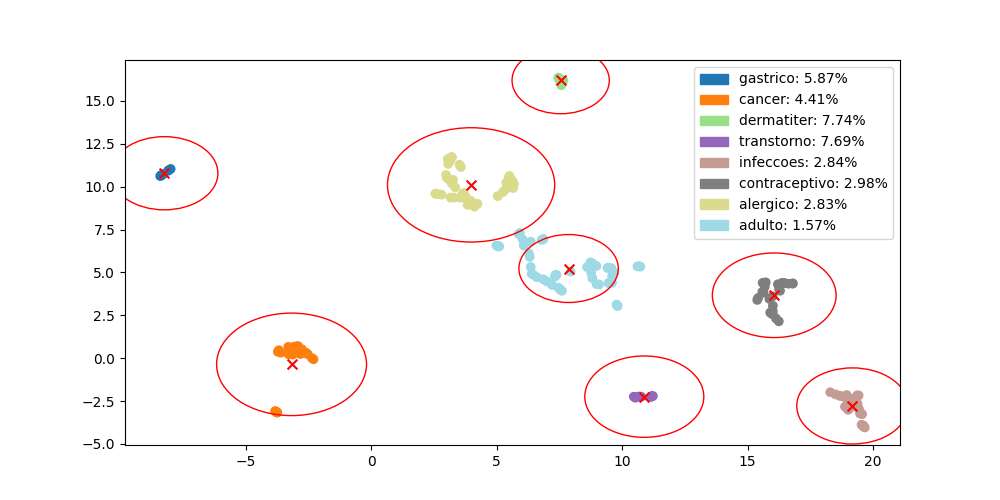 gastrico: 5.87%
cancer: 4.41%
dermatiter: 7.74%
transtorno: 7.69%
infeccoes: 2.84%
contraceptivo: 2.98%
alergico: 2.83%
adulto: 1.57%
15.0
12.5
10.0
7.5
5.0
2.5
0.0
−2.5
−5.0
−5 0 5 10 15 20